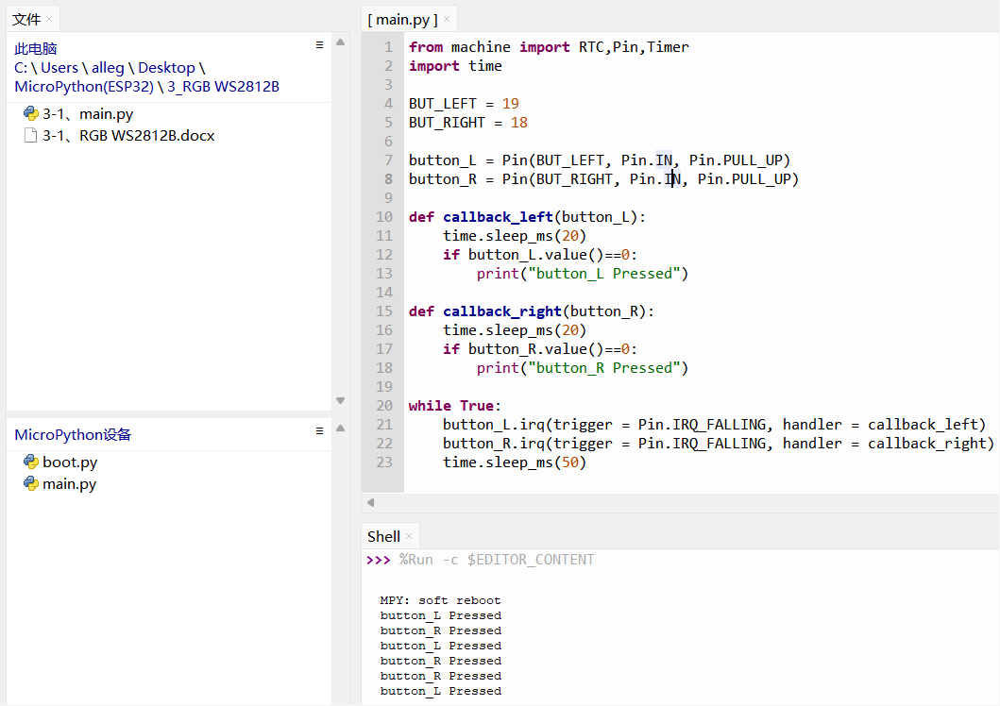 文件
此电脑
C: \ Users \ alleg \ Desktop \
MicroPython(ESP32) \ 3_RGB WS2812B
3-1、main.py
3-1、RGB WS2812B.docx
MicroPython设备
boot.py
main.py
[ main.py ]
1 from machine import RTC,Pin,Timer
2 import time
3
4 BUT_LEFT = 19
5 BUT_RIGHT = 18
6
7 button_L = Pin(BUT_LEFT, Pin.IN, Pin.PULL_UP)
8 button_R = Pin(BUT_RIGHT, Pin.IN, Pin.PULL_UP)
9
10 def callback_left(button_L):
11     time.sleep_ms(20)
12     if button_L.value()==0:
13         print("button_L Pressed")
14
15 def callback_right(button_R):
16     time.sleep_ms(20)
17     if button_R.value()==0:
18         print("button_R Pressed")
19
20 while True:
21     button_L.irq(trigger = Pin.IRQ_FALLING, handler = callback_left)
22     button_R.irq(trigger = Pin.IRQ_FALLING, handler = callback_right)
23     time.sleep_ms(50)
Shell
>>> %Run -c $EDITOR_CONTENT
MPY: soft reboot
button_L Pressed
button_R Pressed
button_L Pressed
button_R Pressed
button_R Pressed
button_L Pressed